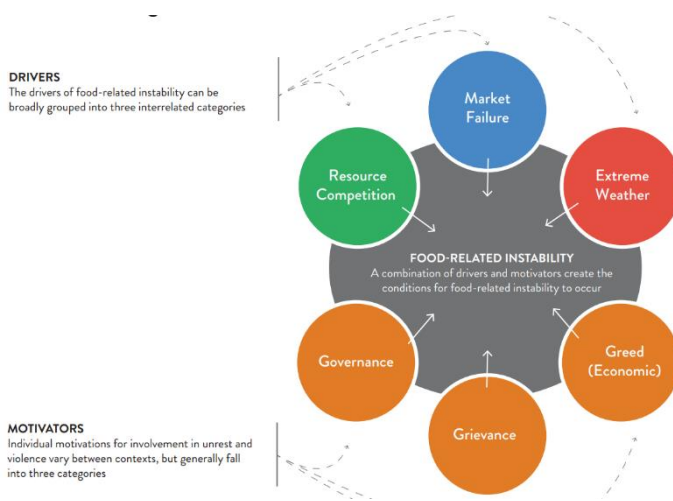 DRIVERS
The drivers of food-related instability can be
broadly grouped into three interrelated categories
Market
Failure
Resource
Competition
Extreme
Weather
FOOD-RELATED INSTABILITY
A combination of drivers and motivators create the
conditions for food-related instability to occur
Governance
Greed
(Economic)
Grievance
MOTIVATORS
Individual motivations for involvement in unrest and
violence vary between contexts, but generally fall
into three categories